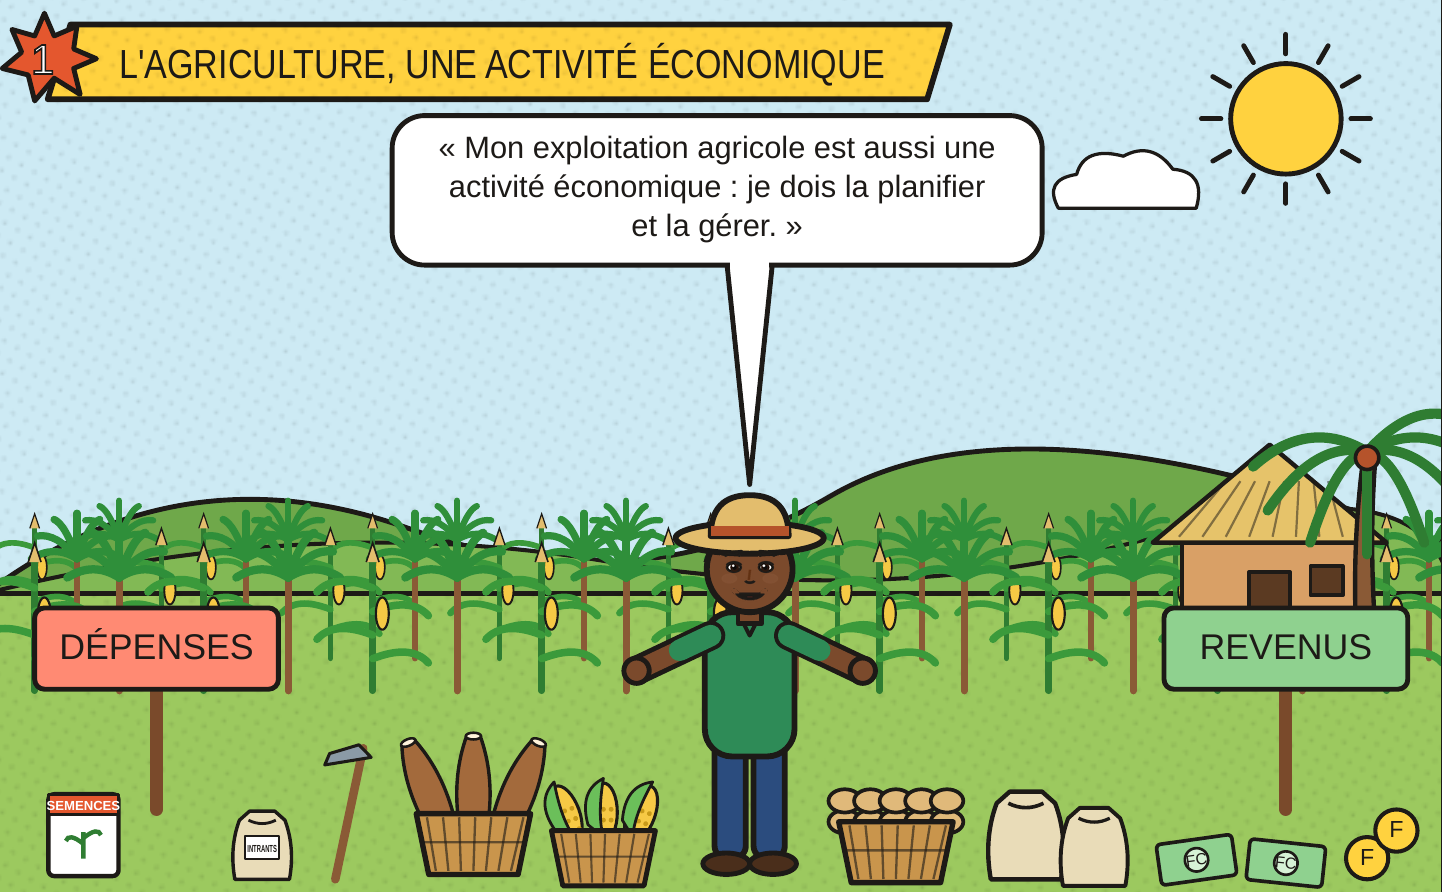 1
L'AGRICULTURE, UNE ACTIVITÉ ÉCONOMIQUE
« Mon exploitation agricole est aussi une
activité économique : je dois la planifier
et la gérer. »
DÉPENSES
REVENUS
SEMENCES
INTRANTS
FC
FC
F
F